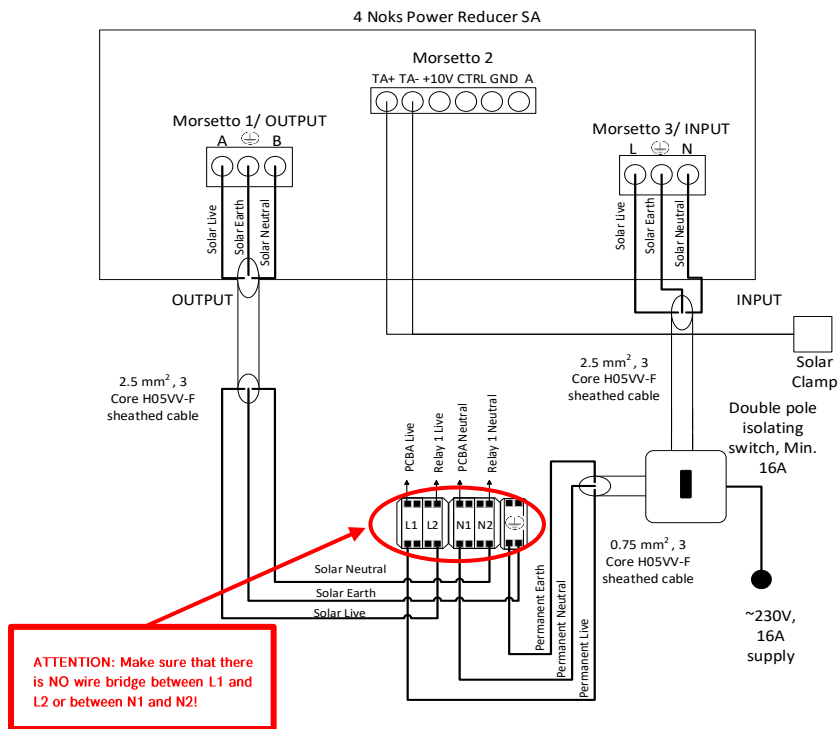 4 Noks Power Reducer SA
Morsetto 2
TA+ TA- +10V CTRL GND A
Morsetto 1/ OUTPUT
A B
Morsetto 3/ INPUT
L N
Solar Live
Solar Earth
Solar Neutral
Solar Live
Solar Earth
Solar Neutral
OUTPUT
INPUT
Solar
Clamp
2.5 mm², 3
Core H05VV-F
sheathed cable
2.5 mm², 3
Core H05VV-F
sheathed cable
Double pole
isolating
switch, Min.
16A
PCBA Live
Relay 1 Live
PCBA Neutral
Relay 1 Neutral
L1 L2 N1 N2
0.75 mm², 3
Core H05VV-F
sheathed cable
Solar Neutral
Solar Earth
Solar Live
Permanent Earth
Permanent Neutral
Permanent Live
~230V,
16A
supply
ATTENTION: Make sure that there
is NO wire bridge between L1 and
L2 or between N1 and N2!